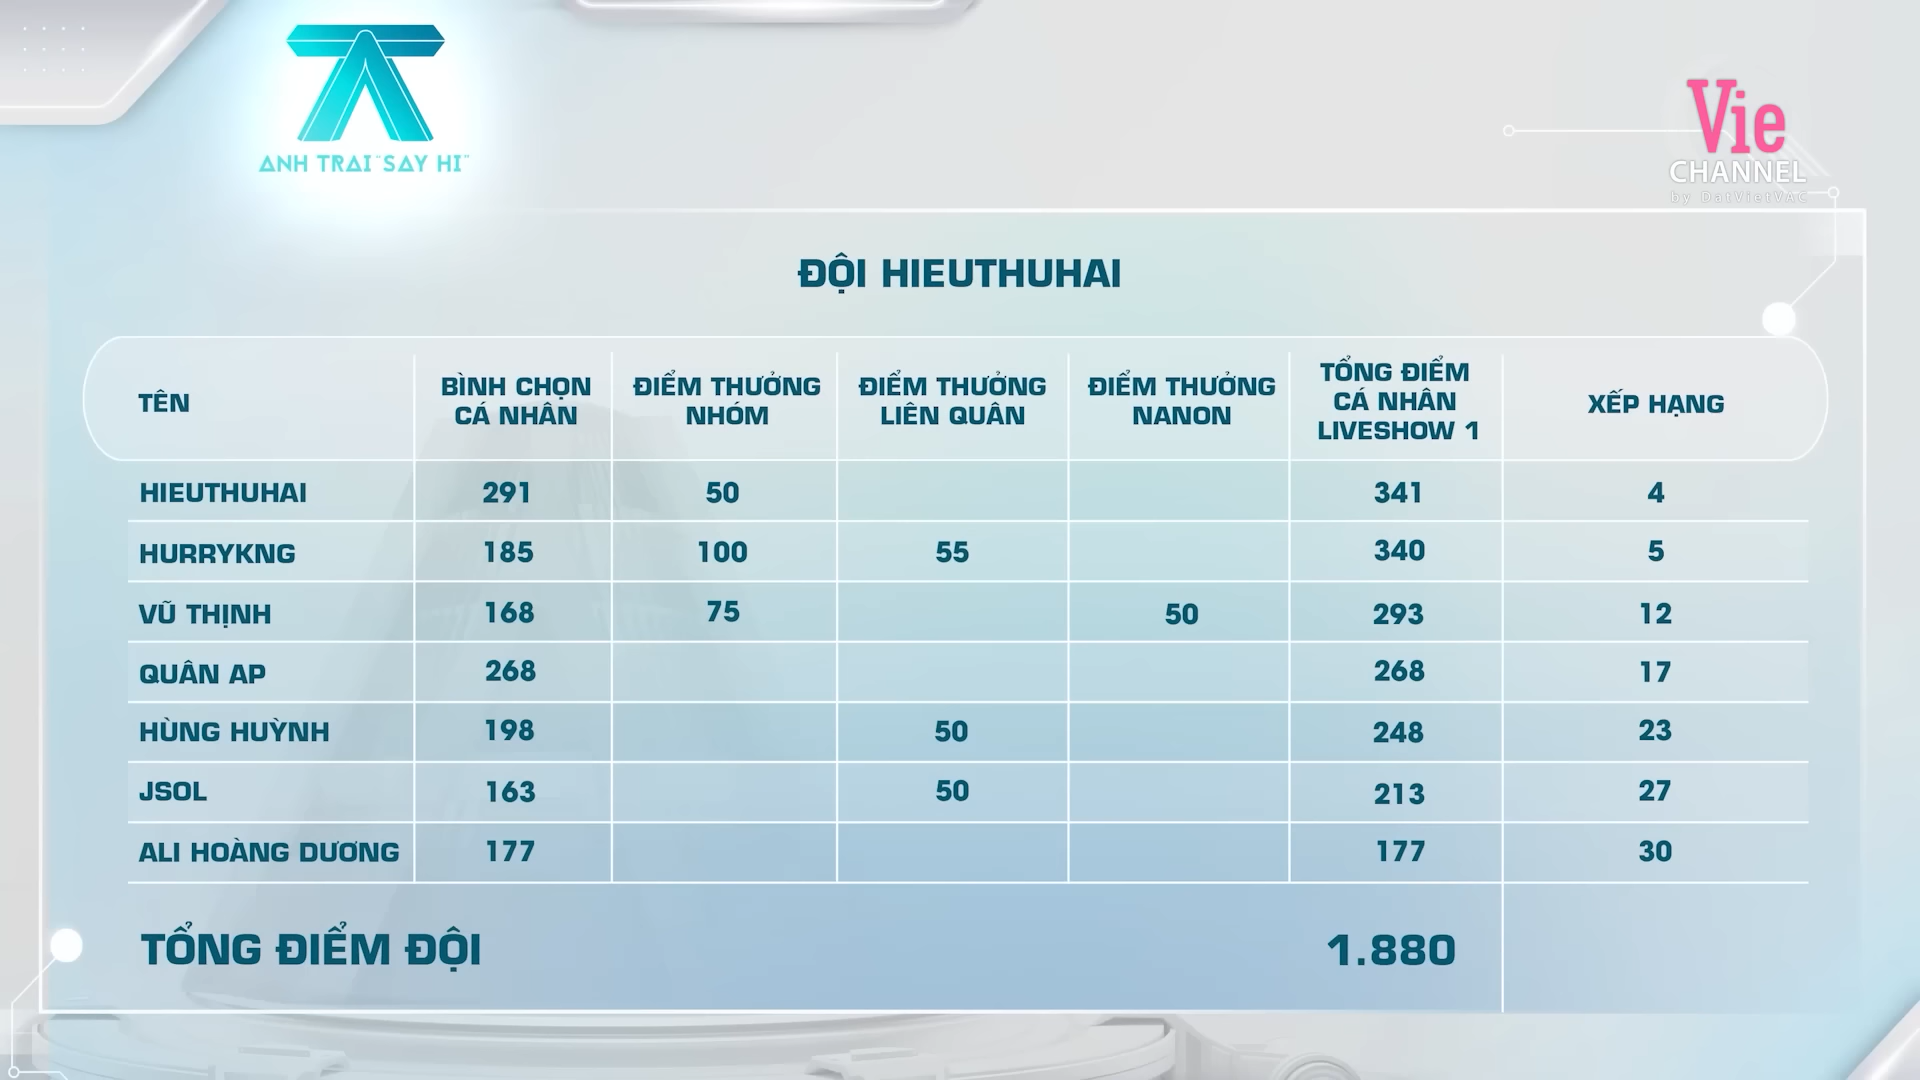 ANH TRAI "SAY HI"
Vie
CHANNEL
by DatVietVAC
ĐỘI HIEUTHUHAI
TÊN
BÌNH CHỌN
CÁ NHÂN
ĐIỂM THƯỞNG
NHÓM
ĐIỂM THƯỞNG
LIÊN QUÂN
ĐIỂM THƯỞNG
NANON
TỔNG ĐIỂM
CÁ NHÂN
LIVESHOW 1
XẾP HẠNG
HIEUTHUHAI 291 50 341 4
HURRYKNG 185 100 55 340 5
VŨ THỊNH 168 75 50 293 12
QUÂN AP 268 268 17
HÙNG HUỲNH 198 50 248 23
JSOL 163 50 213 27
ALI HOÀNG DƯƠNG 177 177 30
TỔNG ĐIỂM ĐỘI 1.880